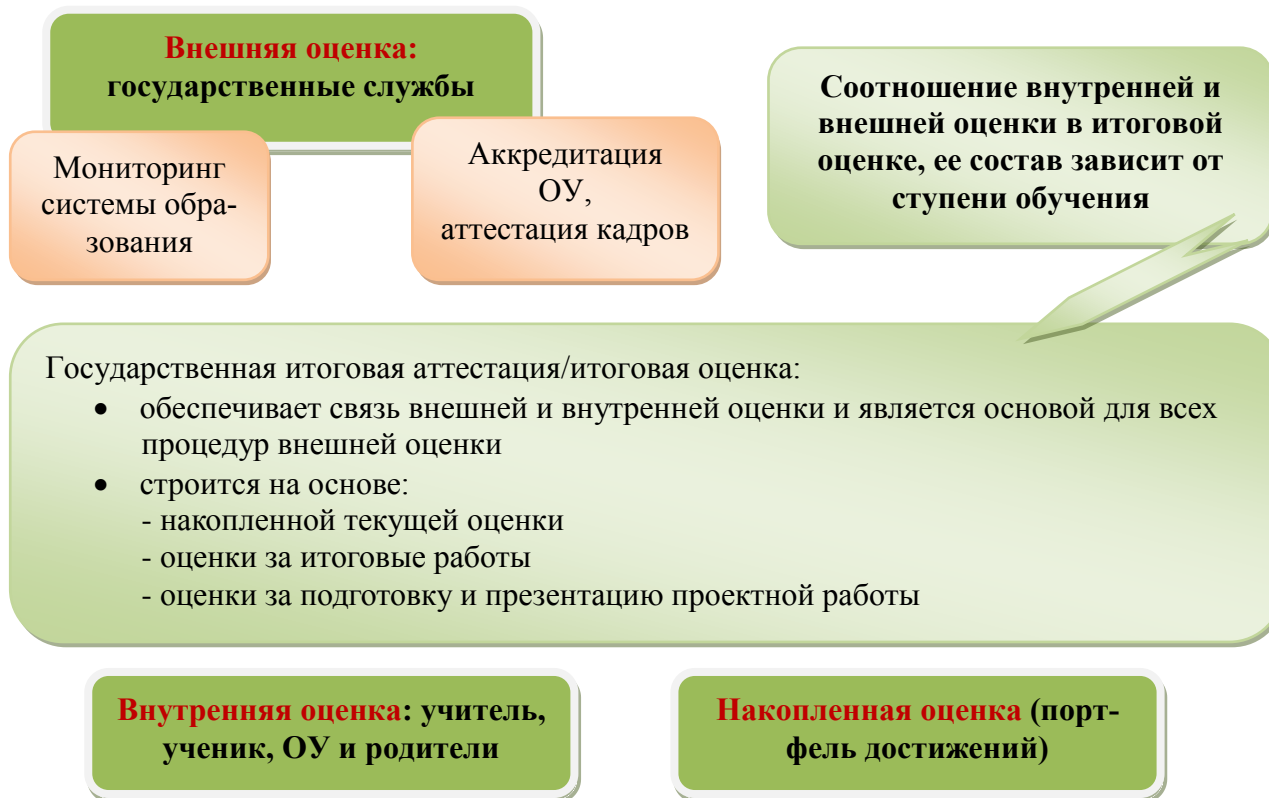 Внешняя оценка:
государственные службы
Мониторинг
системы обра-
зования
Аккредитация
ОУ,
аттестация кадров
Соотношение внутренней и
внешней оценки в итоговой
оценке, ее состав зависит от
ступени обучения
Государственная итоговая аттестация/итоговая оценка:
• обеспечивает связь внешней и внутренней оценки и является основой для всех
процедур внешней оценки
• строится на основе:
- накопленной текущей оценки
- оценки за итоговые работы
- оценки за подготовку и презентацию проектной работы
Внутренняя оценка: учитель,
ученик, ОУ и родители
Накопленная оценка (порт-
фель достижений)